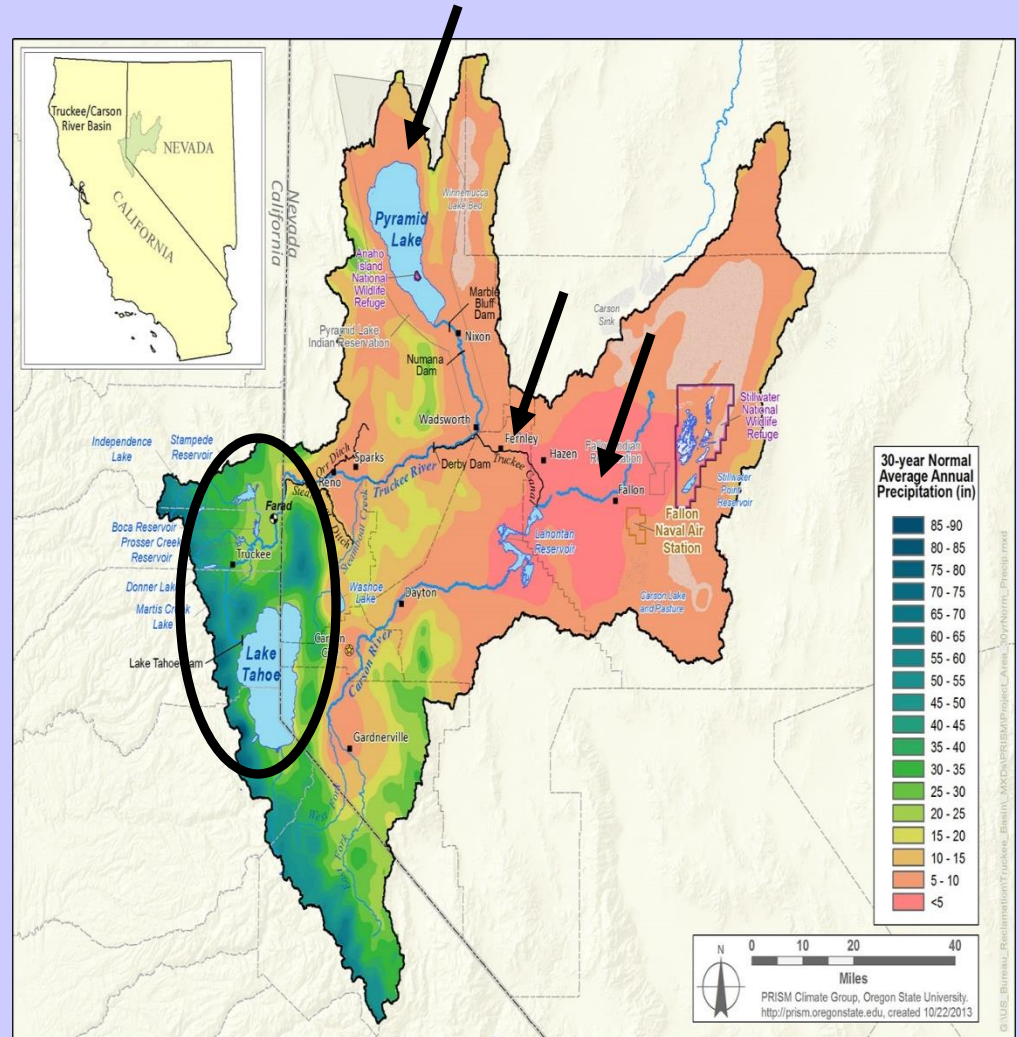 Truckee/Carson
River Basin
NEVADA
CALIFORNIA
Nevada
California
Winnemucca
Lake Bed
Pyramid
Lake
Anaho
Island
National
Wildlife
Refuge
Marble
Bluff
Dam
Pyramid Lake
Indian Reservation
Nixon
Numana
Dam
Carson
Sink
Stillwater
National
Wildlife
Refuge
Wadsworth
Fernley
Hazen
Derby Dam
Truckee Canal
Fallon
Stillwater
Point
Reservoir
Fallon
Naval Air
Station
Lahontan
Reservoir
Carson Lake
and Pasture
Independence
Lake
Stampede
Reservoir
Orr Ditch
Sparks
Reno
Truckee River
Steamboat Creek
Ditch
Farad
Boca Reservoir
Prosser Creek
Reservoir
Truckee
Donner Lake
Martis Creek
Lake
Washoe
Lake
Dayton
Carson River
Lake Tahoe Dam
Lake
Tahoe
Gardnerville
West Fork
30-year Normal
Average Annual
Precipitation (in)
85 -90
80 - 85
75 - 80
70 - 75
65 - 70
60 - 65
55 - 60
50 - 55
45 - 50
40 - 45
35 - 40
30 - 35
25 - 30
20 - 25
15 - 20
10 - 15
5 - 10
<5
N
0 10 20 40
Miles
PRISM Climate Group, Oregon State University.
http://prism.oregonstate.edu, created 10/22/2013